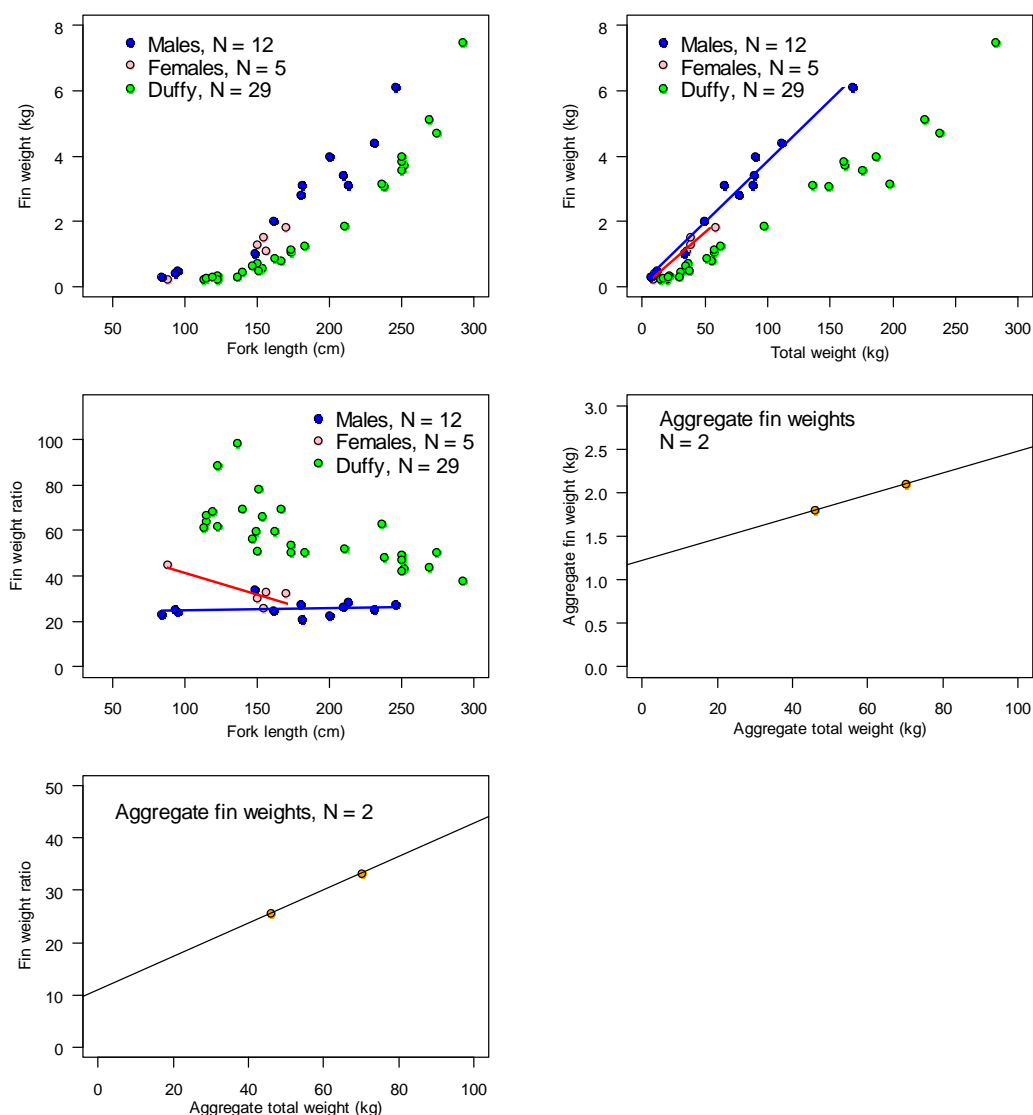 8
6
4
2
0
Fin weight (kg)
Males, N = 12
Females, N = 5
Duffy, N = 29
50
100
150
200
250
300
Fork length (cm)
8
6
4
2
0
Fin weight (kg)
Males, N = 12
Females, N = 5
Duffy, N = 29
0
50
100
150
200
250
300
Total weight (kg)
100
80
60
40
20
0
Fin weight ratio
Males, N = 12
Females, N = 5
Duffy, N = 29
50
100
150
200
250
300
Fork length (cm)
3.0
2.5
2.0
1.5
1.0
0.5
0.0
Aggregate fin weight (kg)
Aggregate fin weights
N = 2
0
20
40
60
80
100
Aggregate total weight (kg)
50
40
30
20
10
0
Fin weight ratio
Aggregate fin weights, N = 2
0
20
40
60
80
100
Aggregate total weight (kg)